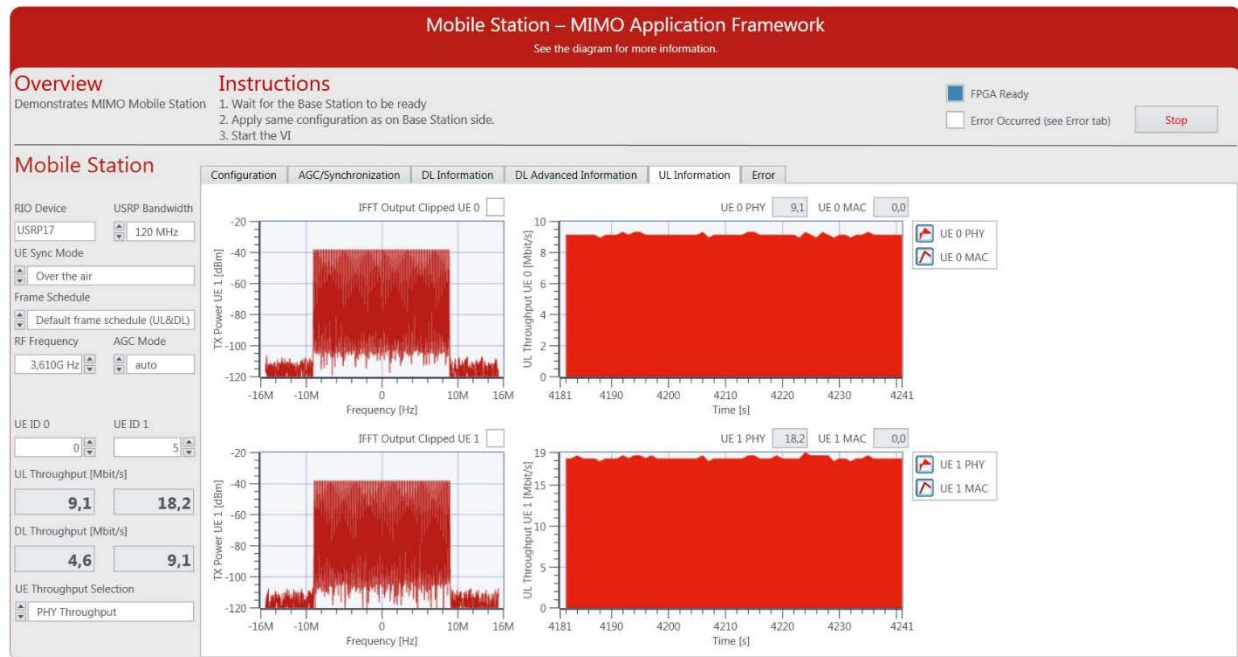 Mobile Station – MIMO Application Framework
See the diagram for more information.
Overview
Demonstrates MIMO Mobile Station
Instructions
1. Wait for the Base Station to be ready
2. Apply same configuration as on Base Station side.
3. Start the VI
FPGA Ready
Error Occurred (see Error tab)
Stop
Mobile Station
RIO Device USRP Bandwidth
USRP17 120 MHz
UE Sync Mode
Over the air
Frame Schedule
Default frame schedule (UL&DL)
RF Frequency AGC Mode
3,610G Hz auto
UE ID 0 UE ID 1
0 5
UL Throughput [Mbit/s]
9,1 18,2
DL Throughput [Mbit/s]
4,6 9,1
UE Throughput Selection
PHY Throughput
Configuration AGC/Synchronization DL Information DL Advanced Information UL Information Error
IFFT Output Clipped UE 0
TX Power UE 1 [dBm]
-20
-40
-60
-80
-100
-120
-16M -10M 0 10M 16M
Frequency [Hz]
UE 0 PHY 9,1 UE 0 MAC 0,0
UL Throughput UE 0 [Mbit/s]
10
8
6
4
2
0
4181 4190 4200 4210 4220 4230 4241
Time [s]
UE 0 PHY
UE 0 MAC
IFFT Output Clipped UE 1
TX Power UE 1 [dBm]
-20
-40
-60
-80
-100
-120
-16M -10M 0 10M 16M
Frequency [Hz]
UE 1 PHY 18,2 UE 1 MAC 0,0
UL Throughput UE 1 [Mbit/s]
19
15
10
5
0
4181 4190 4200 4210 4220 4230 4241
Time [s]
UE 1 PHY
UE 1 MAC